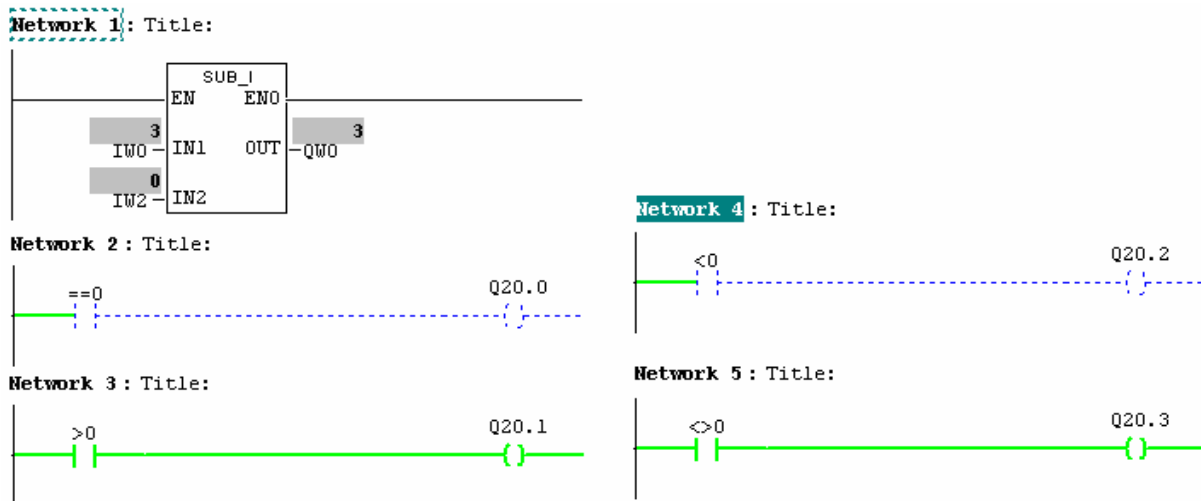 Network 1: Title:
SUB_I
EN ENO
3 3
IW0 IN1 OUT QW0
0
IW2 IN2
Network 2: Title:
==0 Q20.0
Network 3: Title:
>0 Q20.1
Network 4: Title:
<0 Q20.2
Network 5: Title:
<>0 Q20.3